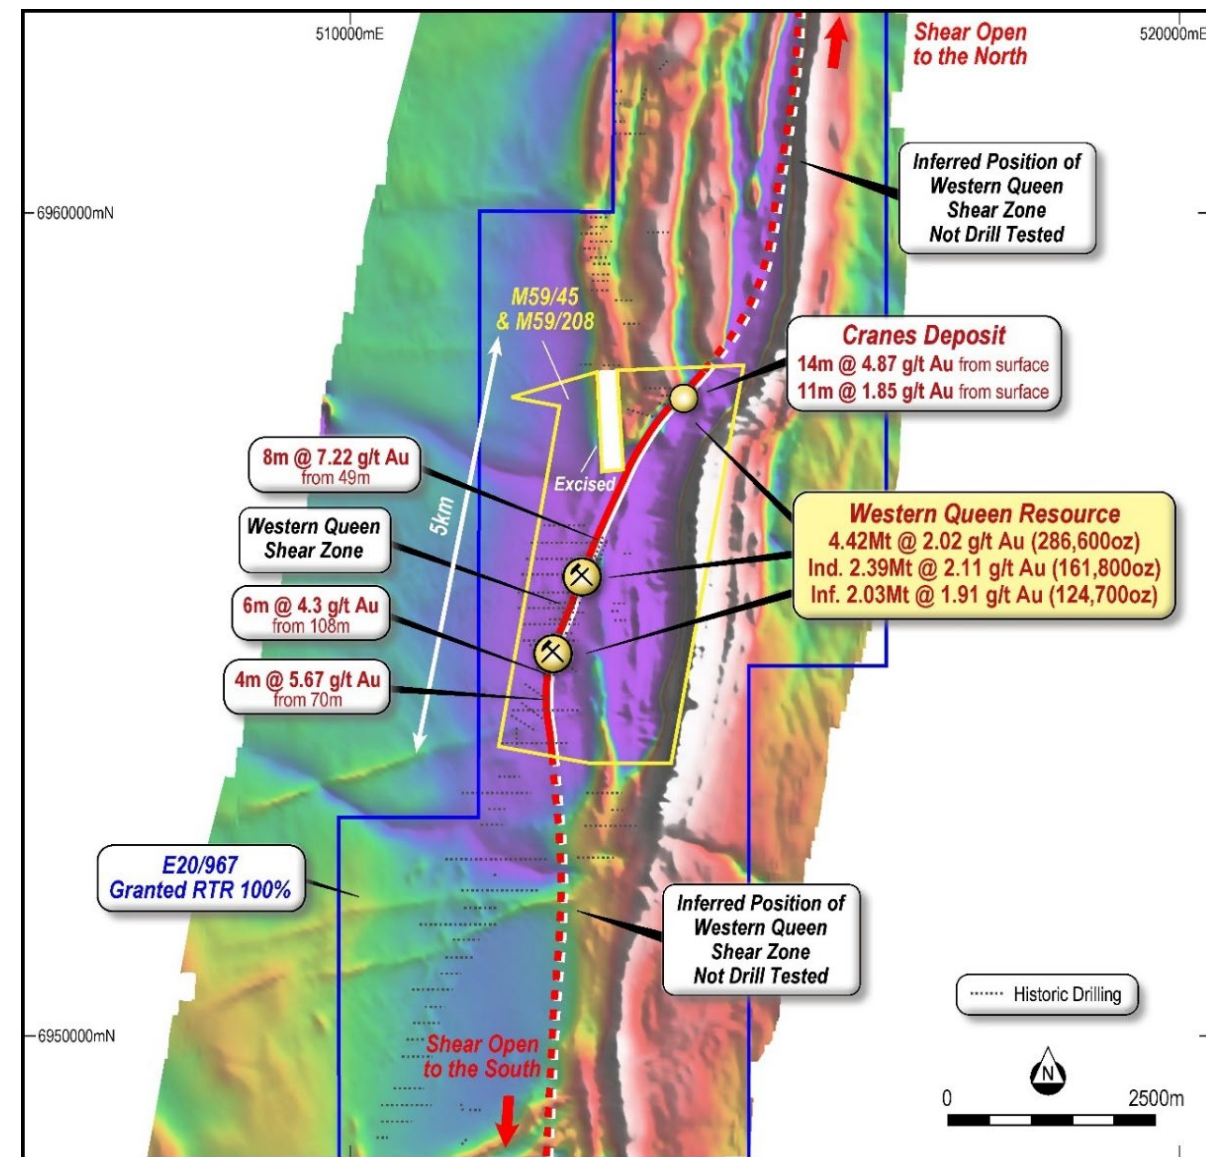 510000mE
520000mE
Shear Open
to the North
Inferred Position of
Western Queen
Shear Zone
Not Drill Tested
6960000mN
M59/45
& M59/208
Cranes Deposit
14m @ 4.87 g/t Au from surface
11m @ 1.85 g/t Au from surface
8m @ 7.22 g/t Au
from 49m
Excised
5km
Western Queen
Shear Zone
Western Queen Resource
4.42Mt @ 2.02 g/t Au (286,600oz)
Ind. 2.39Mt @ 2.11 g/t Au (161,800oz)
Inf. 2.03Mt @ 1.91 g/t Au (124,700oz)
6m @ 4.3 g/t Au
from 108m
4m @ 5.67 g/t Au
from 70m
E20/967
Granted RTR 100%
Inferred Position of
Western Queen
Shear Zone
Not Drill Tested
Historic Drilling
6950000mN
Shear Open
to the South
N
0
2500m